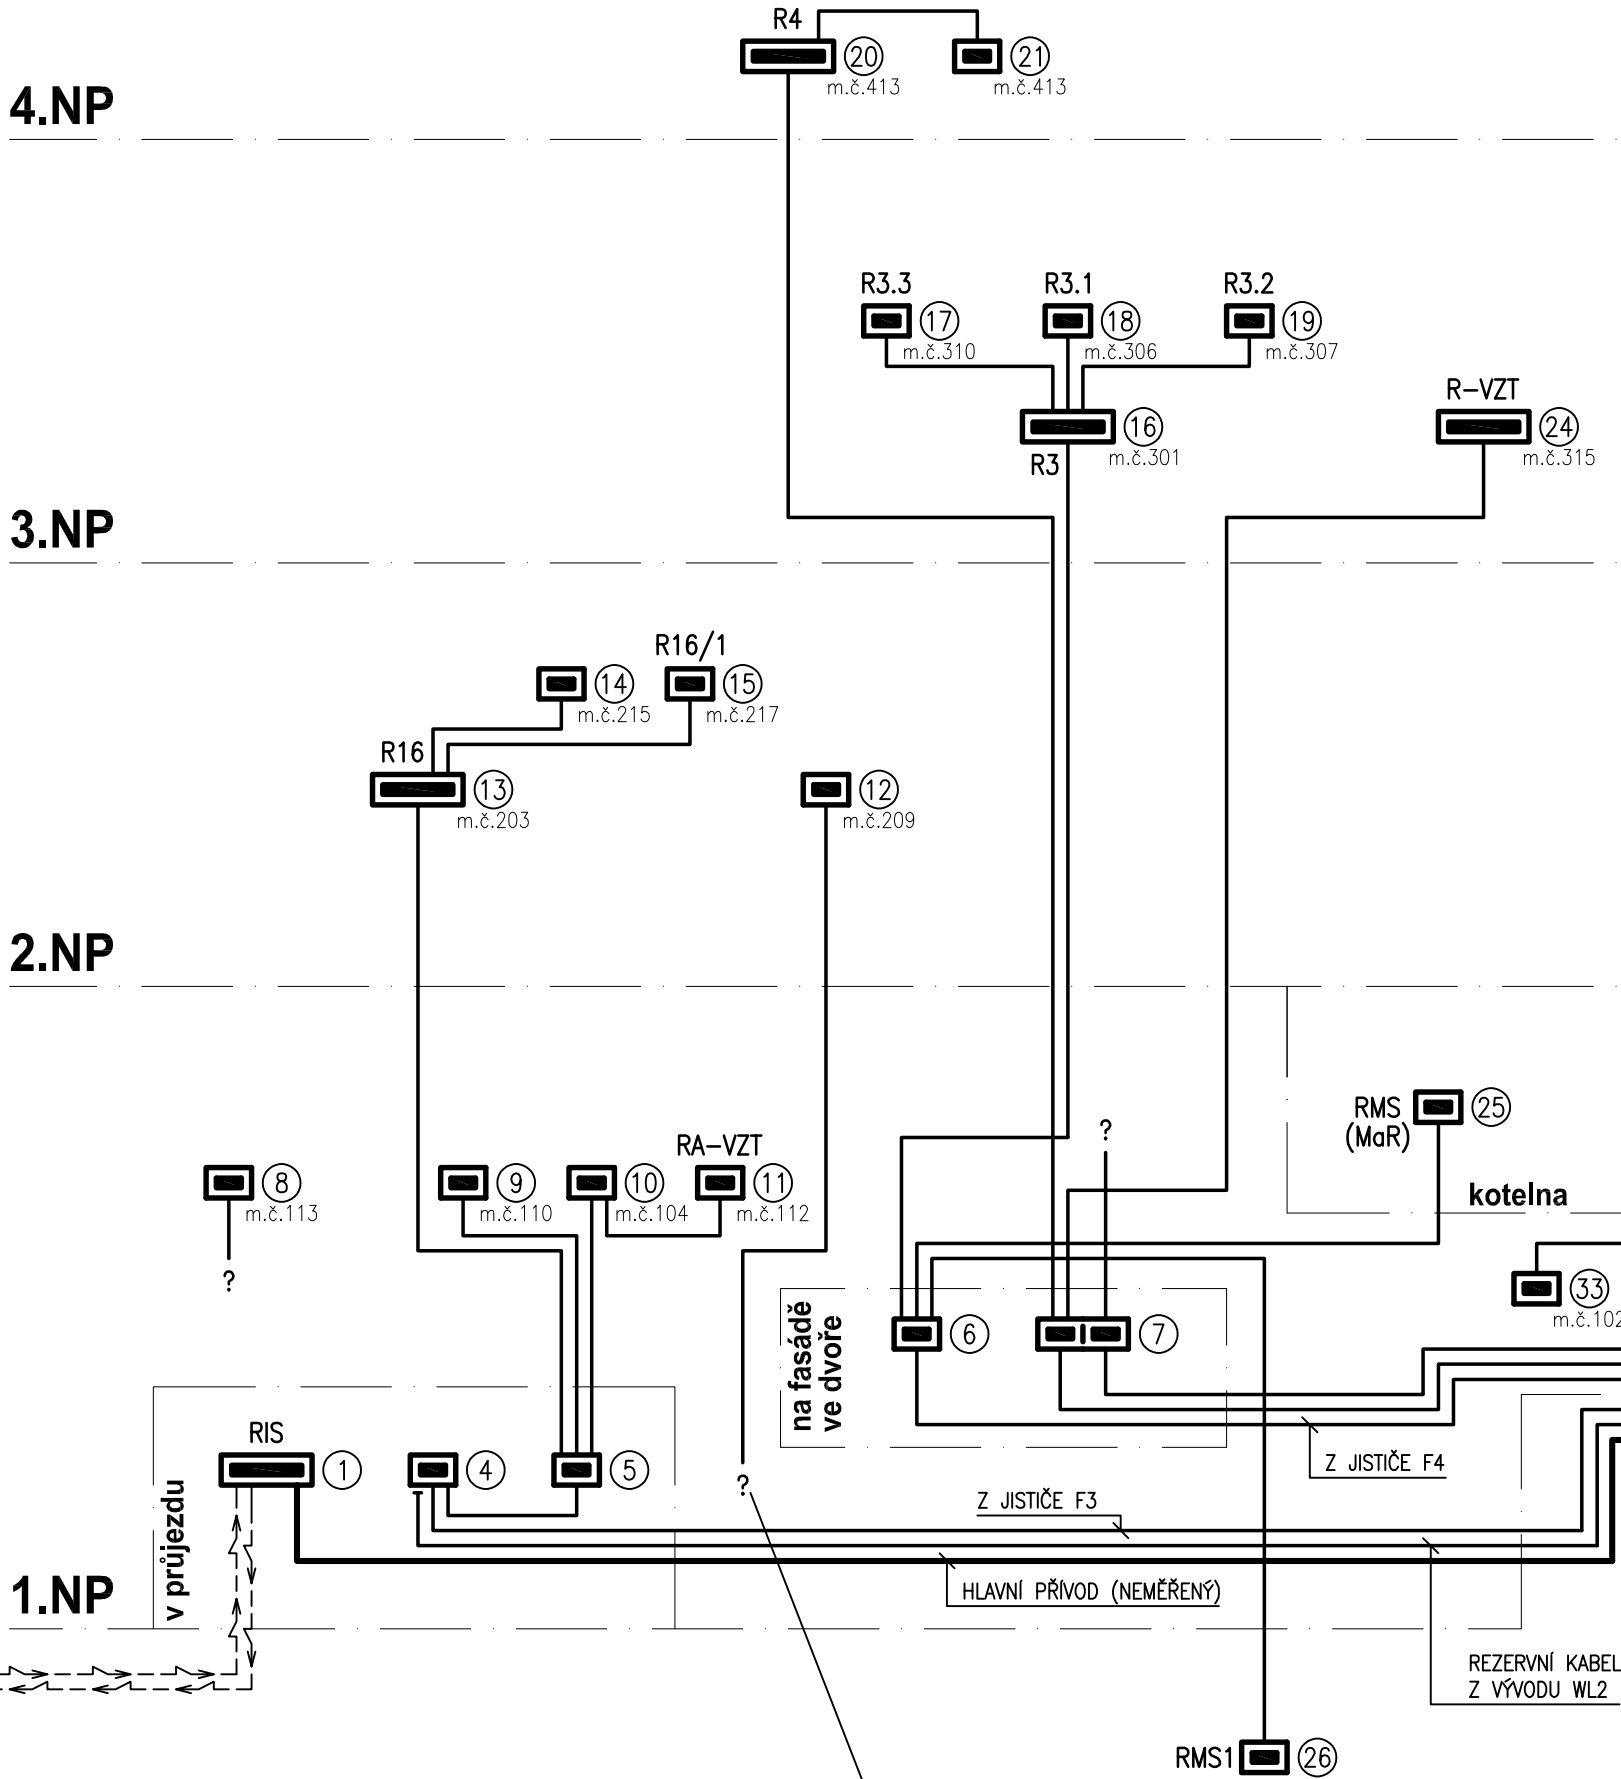 R4
20
m.č.413
21
m.č.413
4.NP
R3.3
17
m.č.310
R3.1
18
m.č.306
R3.2
19
m.č.307
R-VZT
24
m.č.315
16
m.č.301
R3
3.NP
R16/1
14
m.č.215
15
m.č.217
R16
13
m.č.203
12
m.č.209
2.NP
RMS
(MaR)
25
?
RA-VZT
8
m.č.113
9
m.č.110
10
m.č.104
11
m.č.112
kotelna
?
33
m.č.102
na fasádě
ve dvoře
6
7
RIS
1
4
5
Z JISTIČE F4
?
Z JISTIČE F3
v průjezdu
HLAVNÍ PŘÍVOD (NEMĚŘENÝ)
1.NP
REZERVNÍ KABEL
Z VÝVODU WL2
RMS1
26